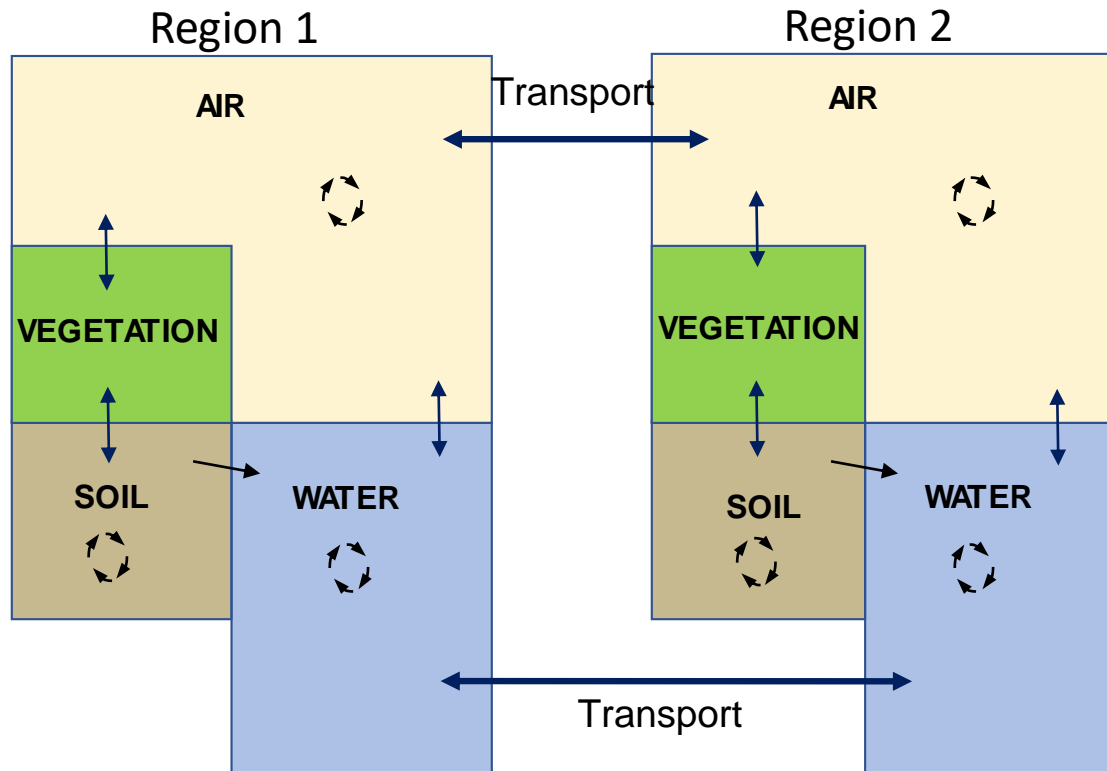 Region 1
Region 2
Transport
AIR
AIR
VEGETATION
VEGETATION
SOIL
WATER
SOIL
WATER
Transport